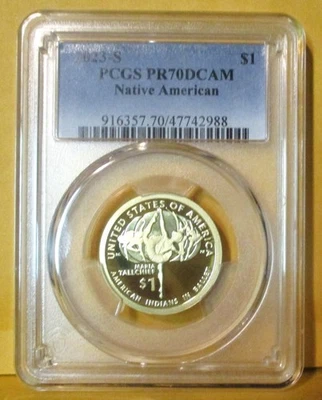 2023-S $1
PCGS PR70DCAM
Native American
916357.70/47742988
UNITED STATES OF AMERICA
MARIA
TALLCHIEF
$1
AMERICAN INDIANS IN BALLET